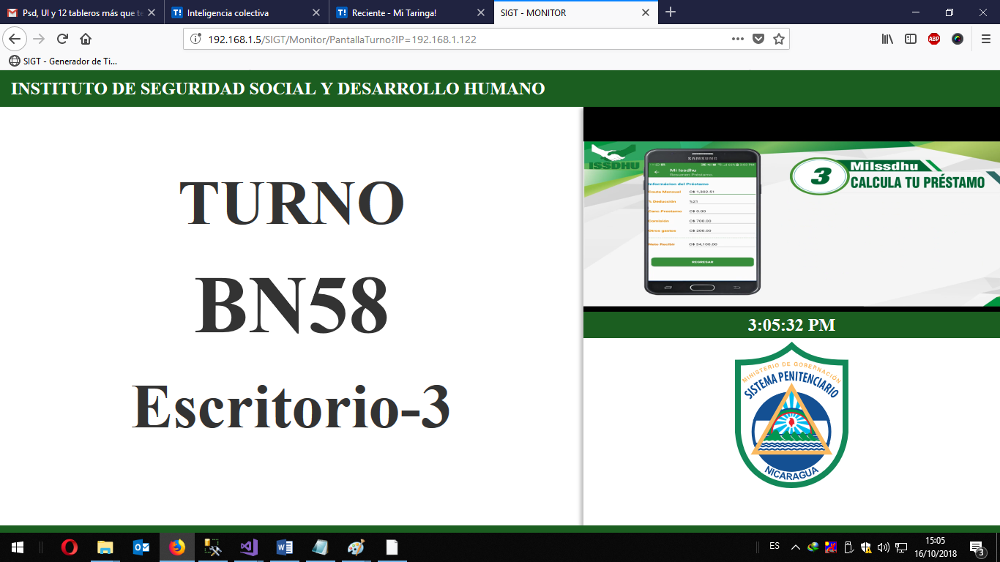 Psd, UI y 12 tableros más que te
Inteligencia colectiva
Reciente - Mi Taringa!
SIGT - MONITOR
192.168.1.5/SIGT/Monitor/PantallaTurno?IP=192.168.1.122
ABP
SIGT - Generador de Ti...
INSTITUTO DE SEGURIDAD SOCIAL Y DESARROLLO HUMANO
TURNO
BN58
Escritorio-3
ISSDHU
SAMSUNG
Mi Issdhu
Resumen Préstamo
Información del Préstamo
Couta Mensual C$ 1,302.51
% Deducción %21
Canc.Préstamo C$ 0.00
Comisión C$ 700.00
Otros gastos C$ 200.00
Neto Recibir C$ 34,100.00
REGRESAR
3
MiIssdhu
CALCULA TU PRÉSTAMO
3:05:32 PM
MINISTERIO DE GOBERNACIÓN
SISTEMA PENITENCIARIO
NICARAGUA
ES
15:05
16/10/2018
3